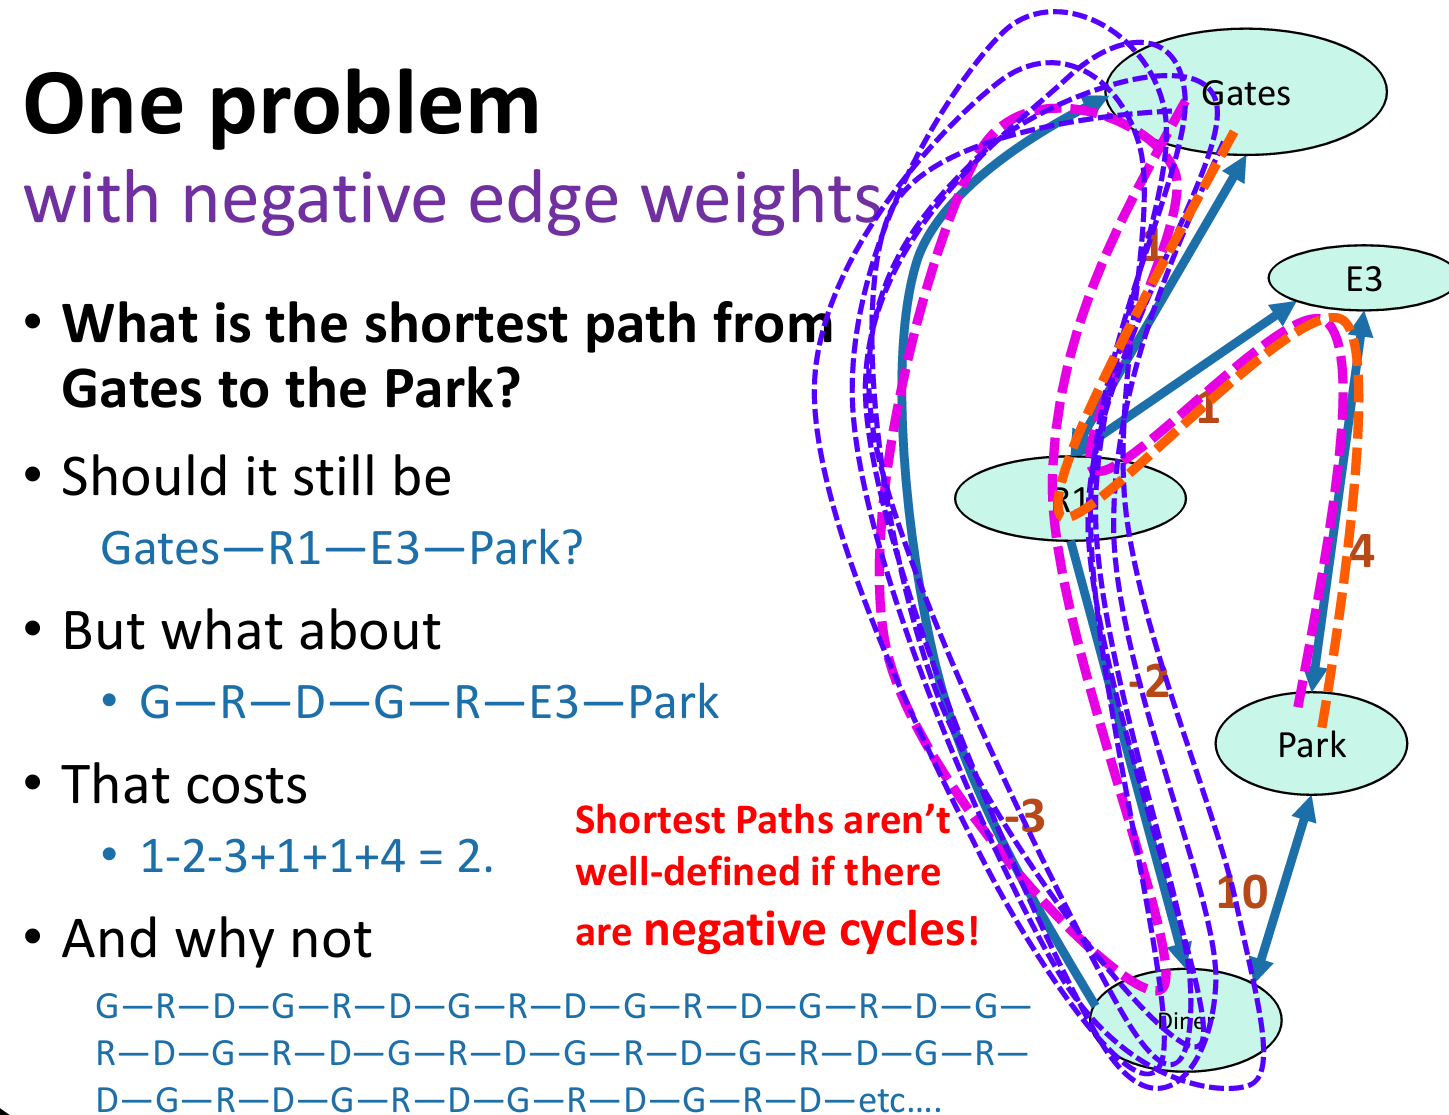 One problem
with negative edge weights
• What is the shortest path from
Gates to the Park?
• Should it still be
Gates—R1—E3—Park?
• But what about
• G—R—D—G—R—E3—Park
• That costs
• 1-2-3+1+1+4 = 2.
• And why not
G—R—D—G—R—D—G—R—D—G—R—D—G—R—D—G—
R—D—G—R—D—G—R—D—G—R—D—G—R—D—G—R—
D—G—R—D—G—R—D—G—R—D—G—R—D—etc….
Shortest Paths aren’t
well-defined if there
are negative cycles!
Gates
1
E3
1
R1
4
-2
Park
-3
10
Diner